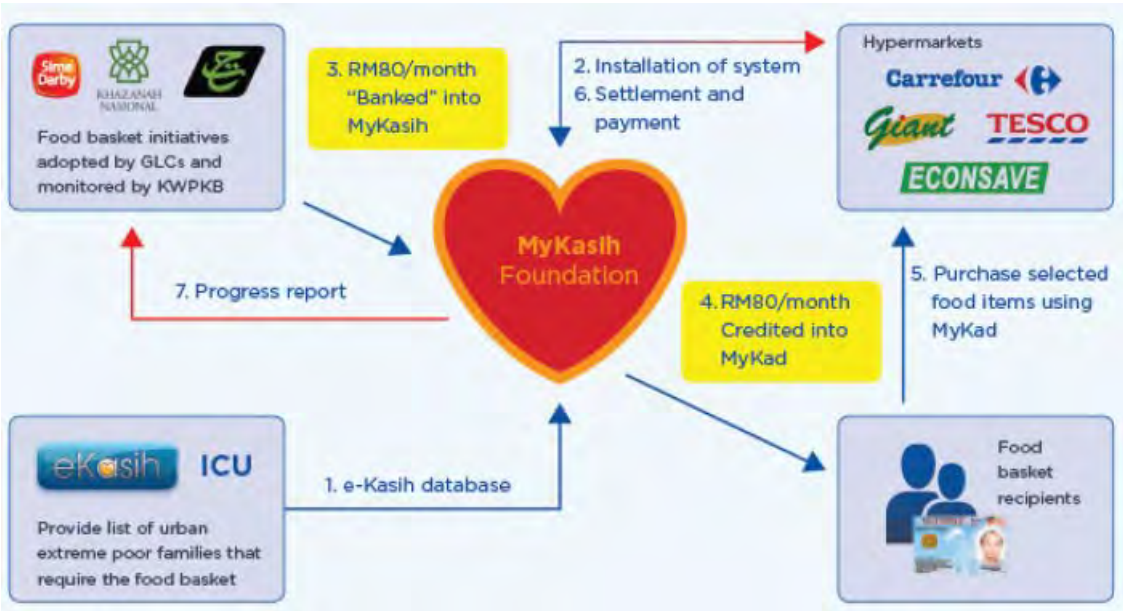 Sime
Darby
KHAZANAH
NASIONAL
Food basket initiatives
adopted by GLCs and
monitored by KWPKB
3. RM80/month
“Banked” into
MyKasih
2. Installation of system
6. Settlement and
payment
Hypermarkets
Carrefour
Giant
TESCO
ECONSAVE
MyKasih
Foundation
7. Progress report
4. RM80/month
Credited into
MyKad
5. Purchase selected
food items using
MyKad
eKasih
ICU
Provide list of urban
extreme poor families that
require the food basket
1. e-Kasih database
Food
basket
recipients